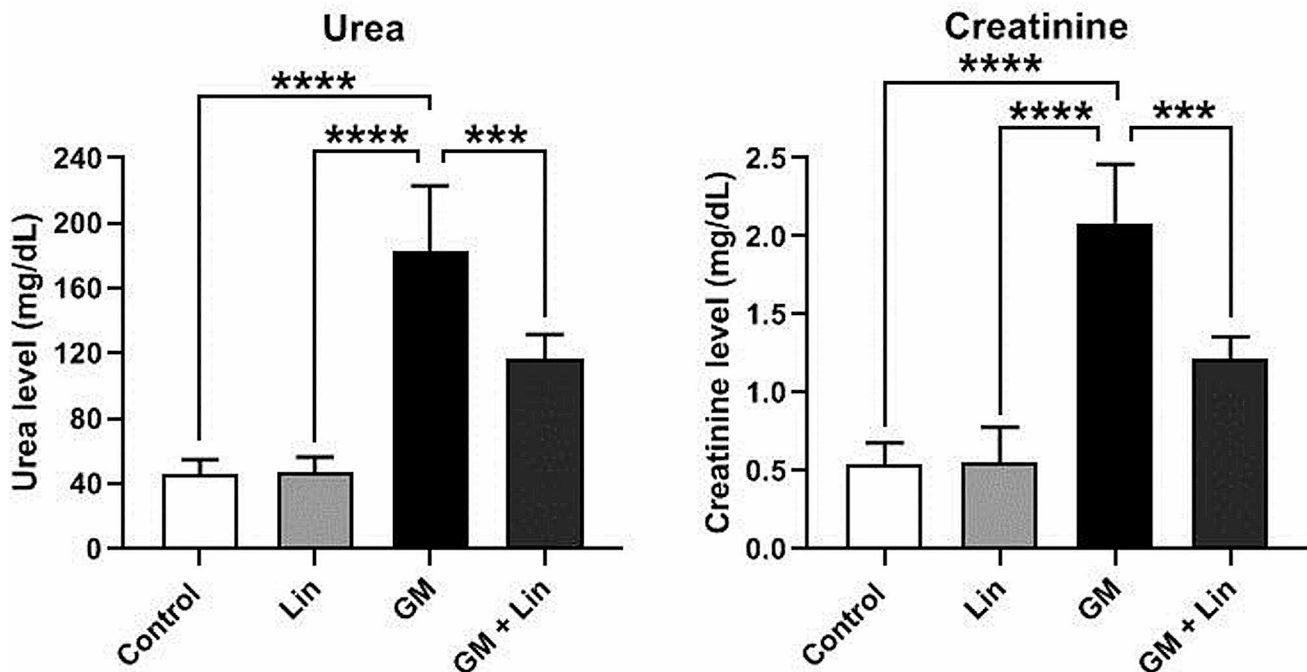 Urea
****
****
***
Urea level (mg/dL)
240
200
160
120
80
40
0
Control
Lin
GM
GM + Lin
Creatinine
****
****
***
Creatinine level (mg/dL)
2.5
2.0
1.5
1.0
0.5
0.0
Control
Lin
GM
GM + Lin